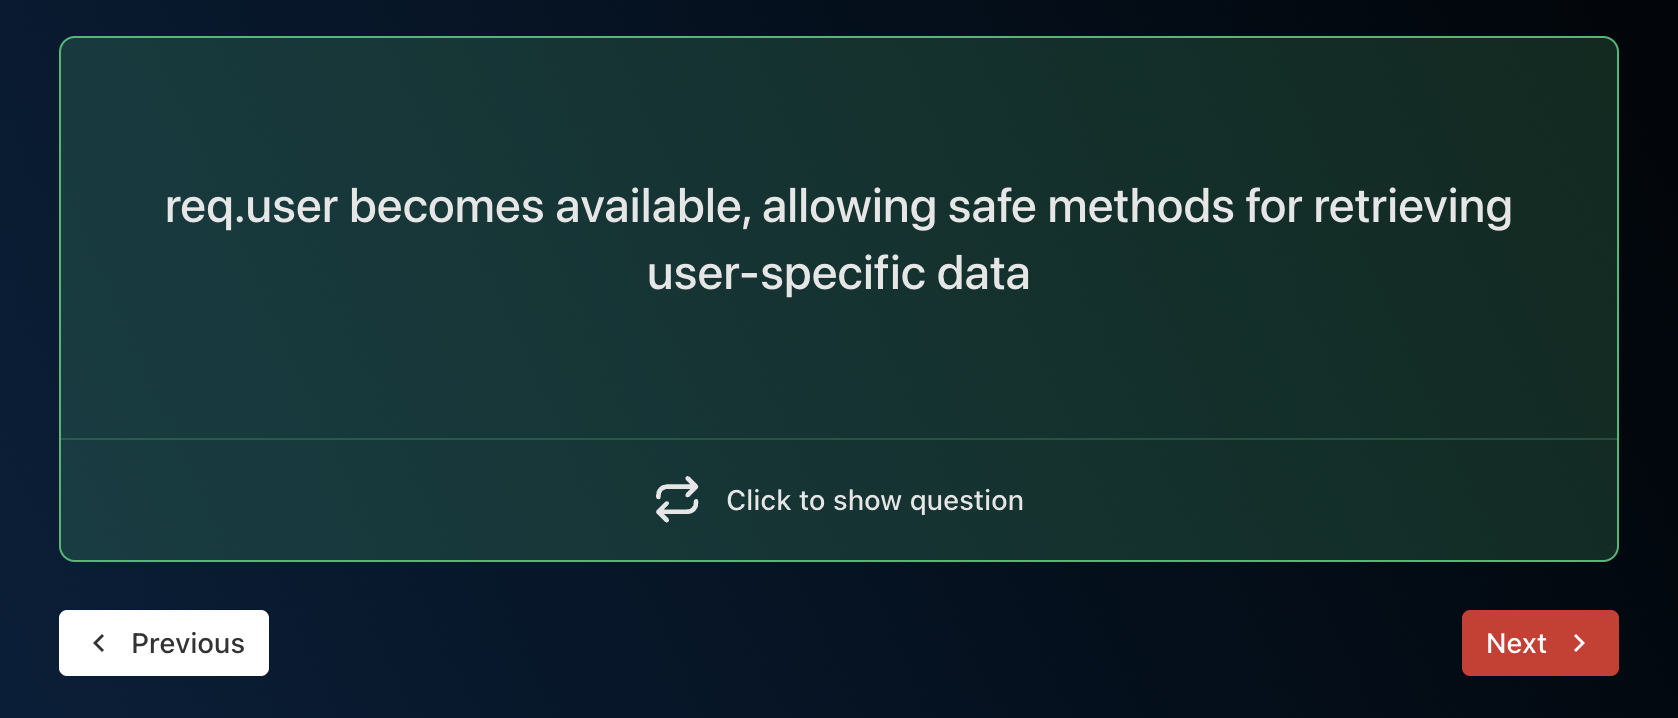 req.user becomes available, allowing safe methods for retrieving
user-specific data
Click to show question
Previous
Next